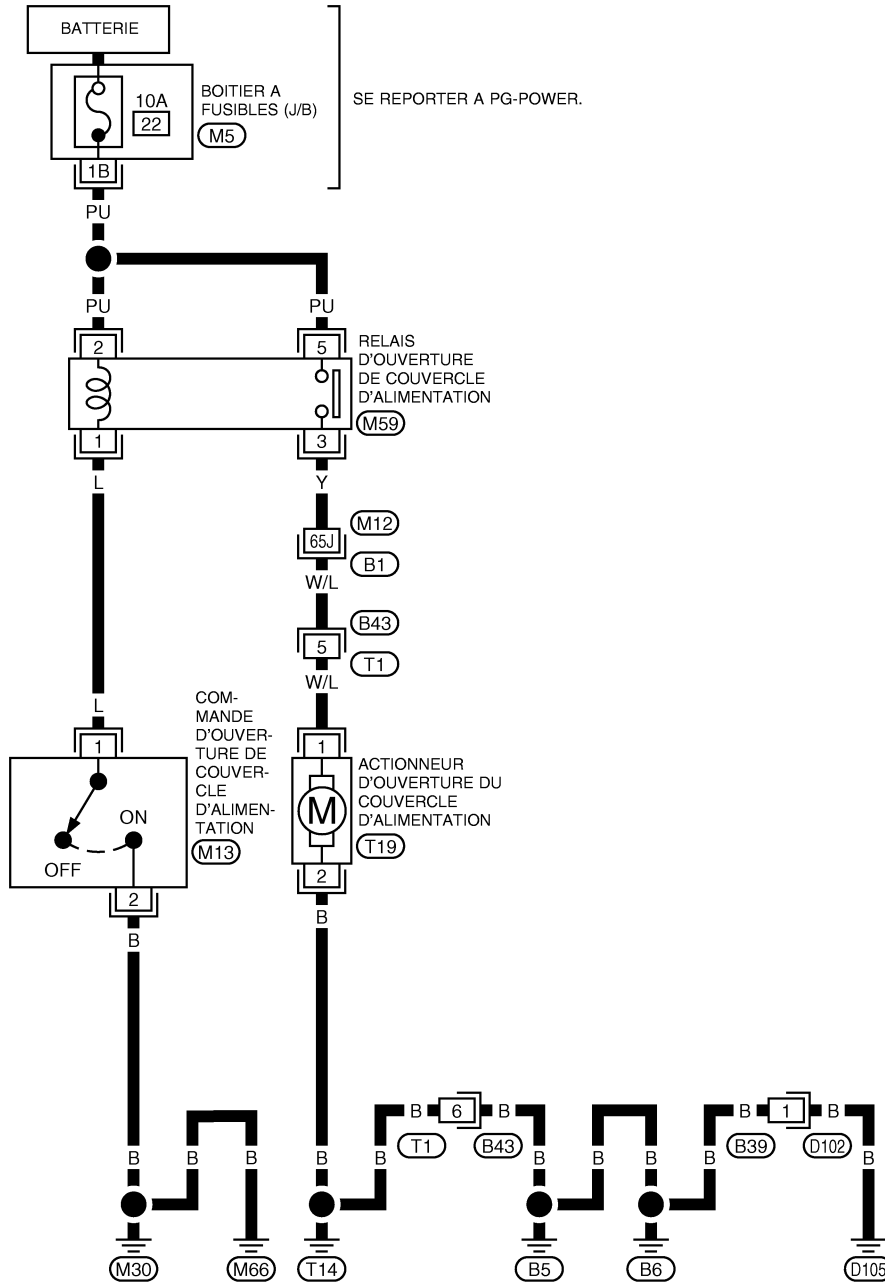 BATTERIE
10A
22
BOITIER A
FUSIBLES (J/B)
M5
SE REPORTER A PG-POWER.
1B
PU
PU
PU
2
5
RELAIS
D'OUVERTURE
DE COUVERCLE
D'ALIMENTATION
M59
1
3
L
Y
M12
65J
B1
W/L
B43
5
T1
W/L
L
COM-
MANDE
D'OUVER-
TURE DE
COUVER-
CLE
D'ALIMEN-
TATION
M13
1
1
ACTIONNEUR
D'OUVERTURE DU
COUVERCLE
D'ALIMENTATION
T19
M
ON
OFF
2
2
B
B
B
6
B
B
1
B
T1
B43
B39
D102
B
B
B
B
B
B
B
B
B
B
M30
M66
T14
B5
B6
D105